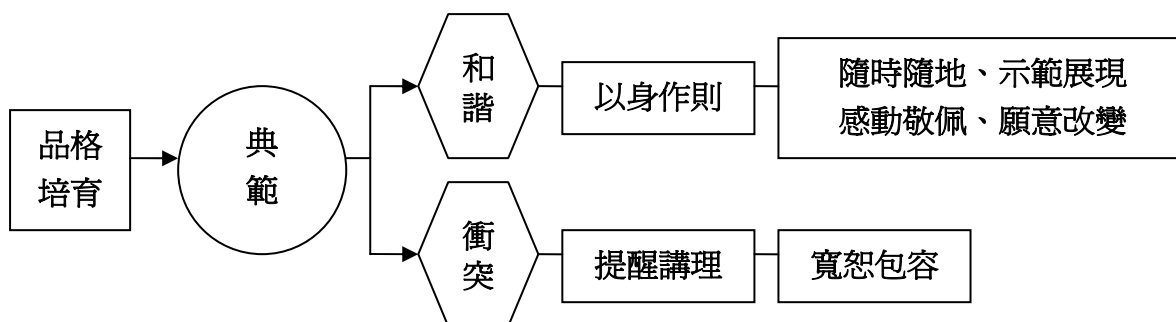 品格
培育
典
範
和
諧
以身作則
隨時隨地、示範展現
感動敬佩、願意改變
衝
突
提醒講理
寬恕包容